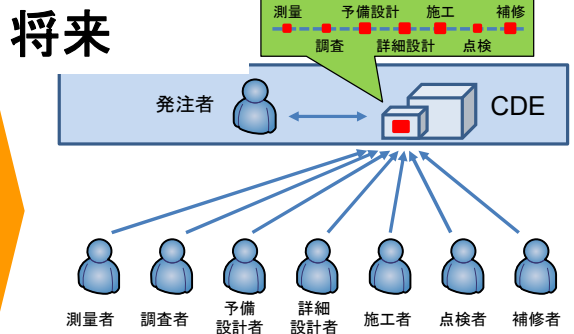 将来
測量 予備設計 施工 補修
調査 詳細設計 点検
発注者 CDE
測量者 調査者 予備 設計者 詳細 設計者 施工者 点検者 補修者